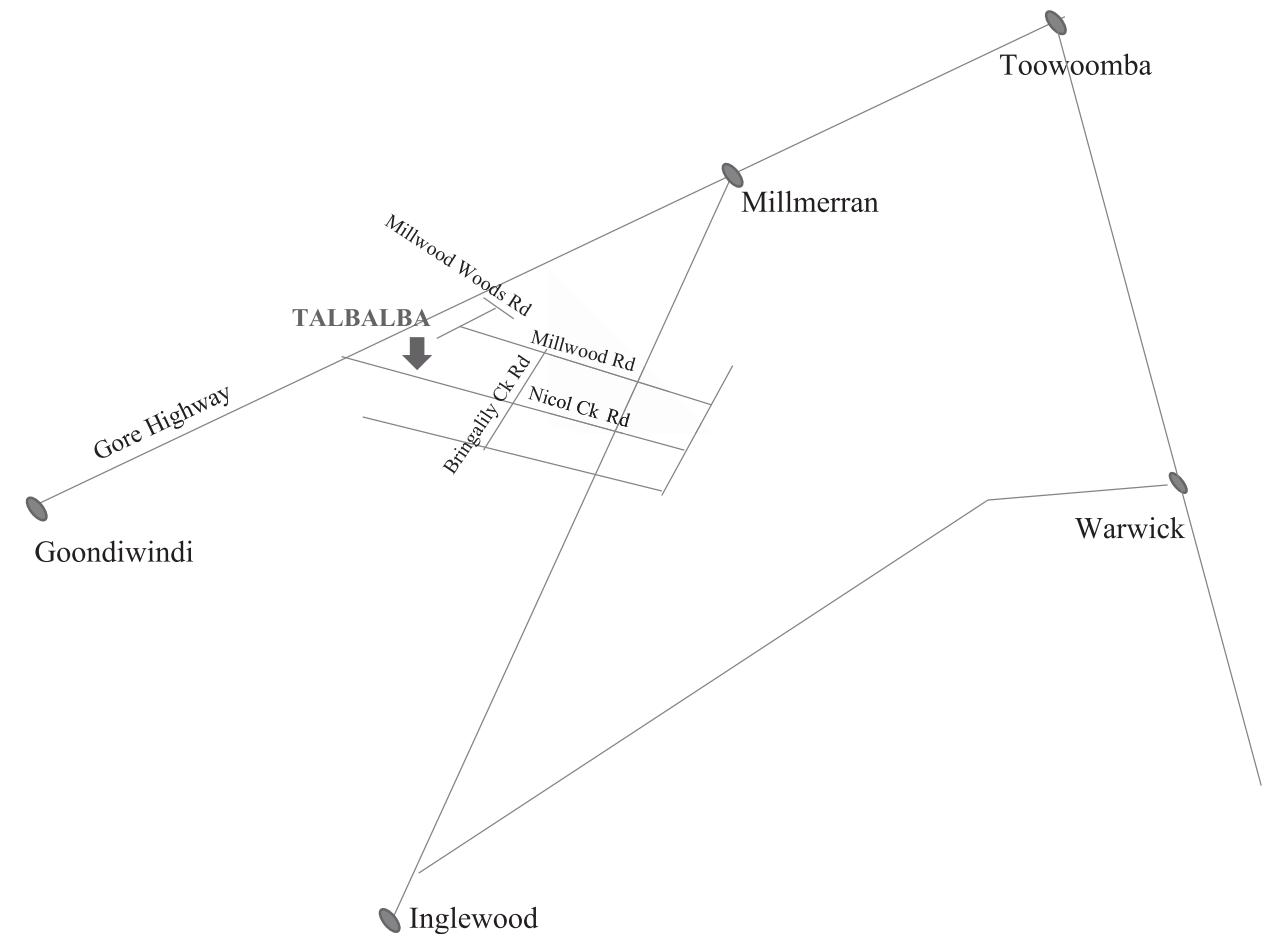 Toowoomba
Millmerran
Millwood Woods Rd
TALBALBA
Millwood Rd
Bringalily Ck Rd
Nicol Ck Rd
Gore Highway
Goondiwindi
Warwick
Inglewood